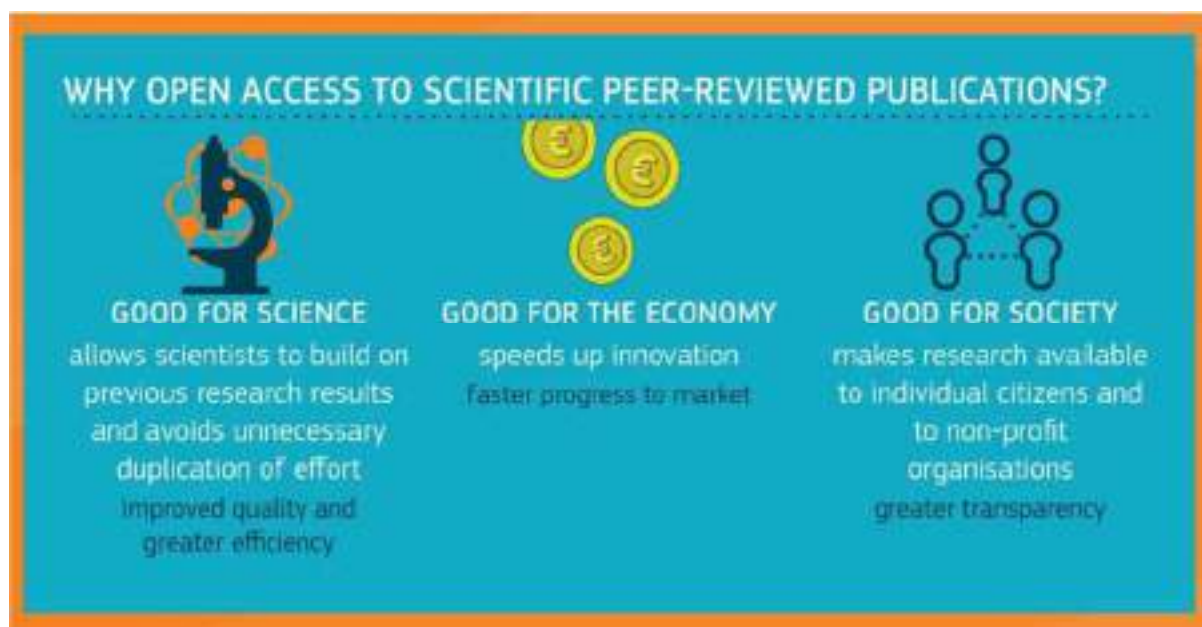 WHY OPEN ACCESS TO SCIENTIFIC PEER-REVIEWED PUBLICATIONS?
€
€
€
GOOD FOR SCIENCE
allows scientists to build on
previous research results
and avoids unnecessary
duplication of effort
improved quality and
greater efficiency
GOOD FOR THE ECONOMY
speeds up innovation
faster progress to market
GOOD FOR SOCIETY
makes research available
to individual citizens and
to non-profit
organisations
greater transparency